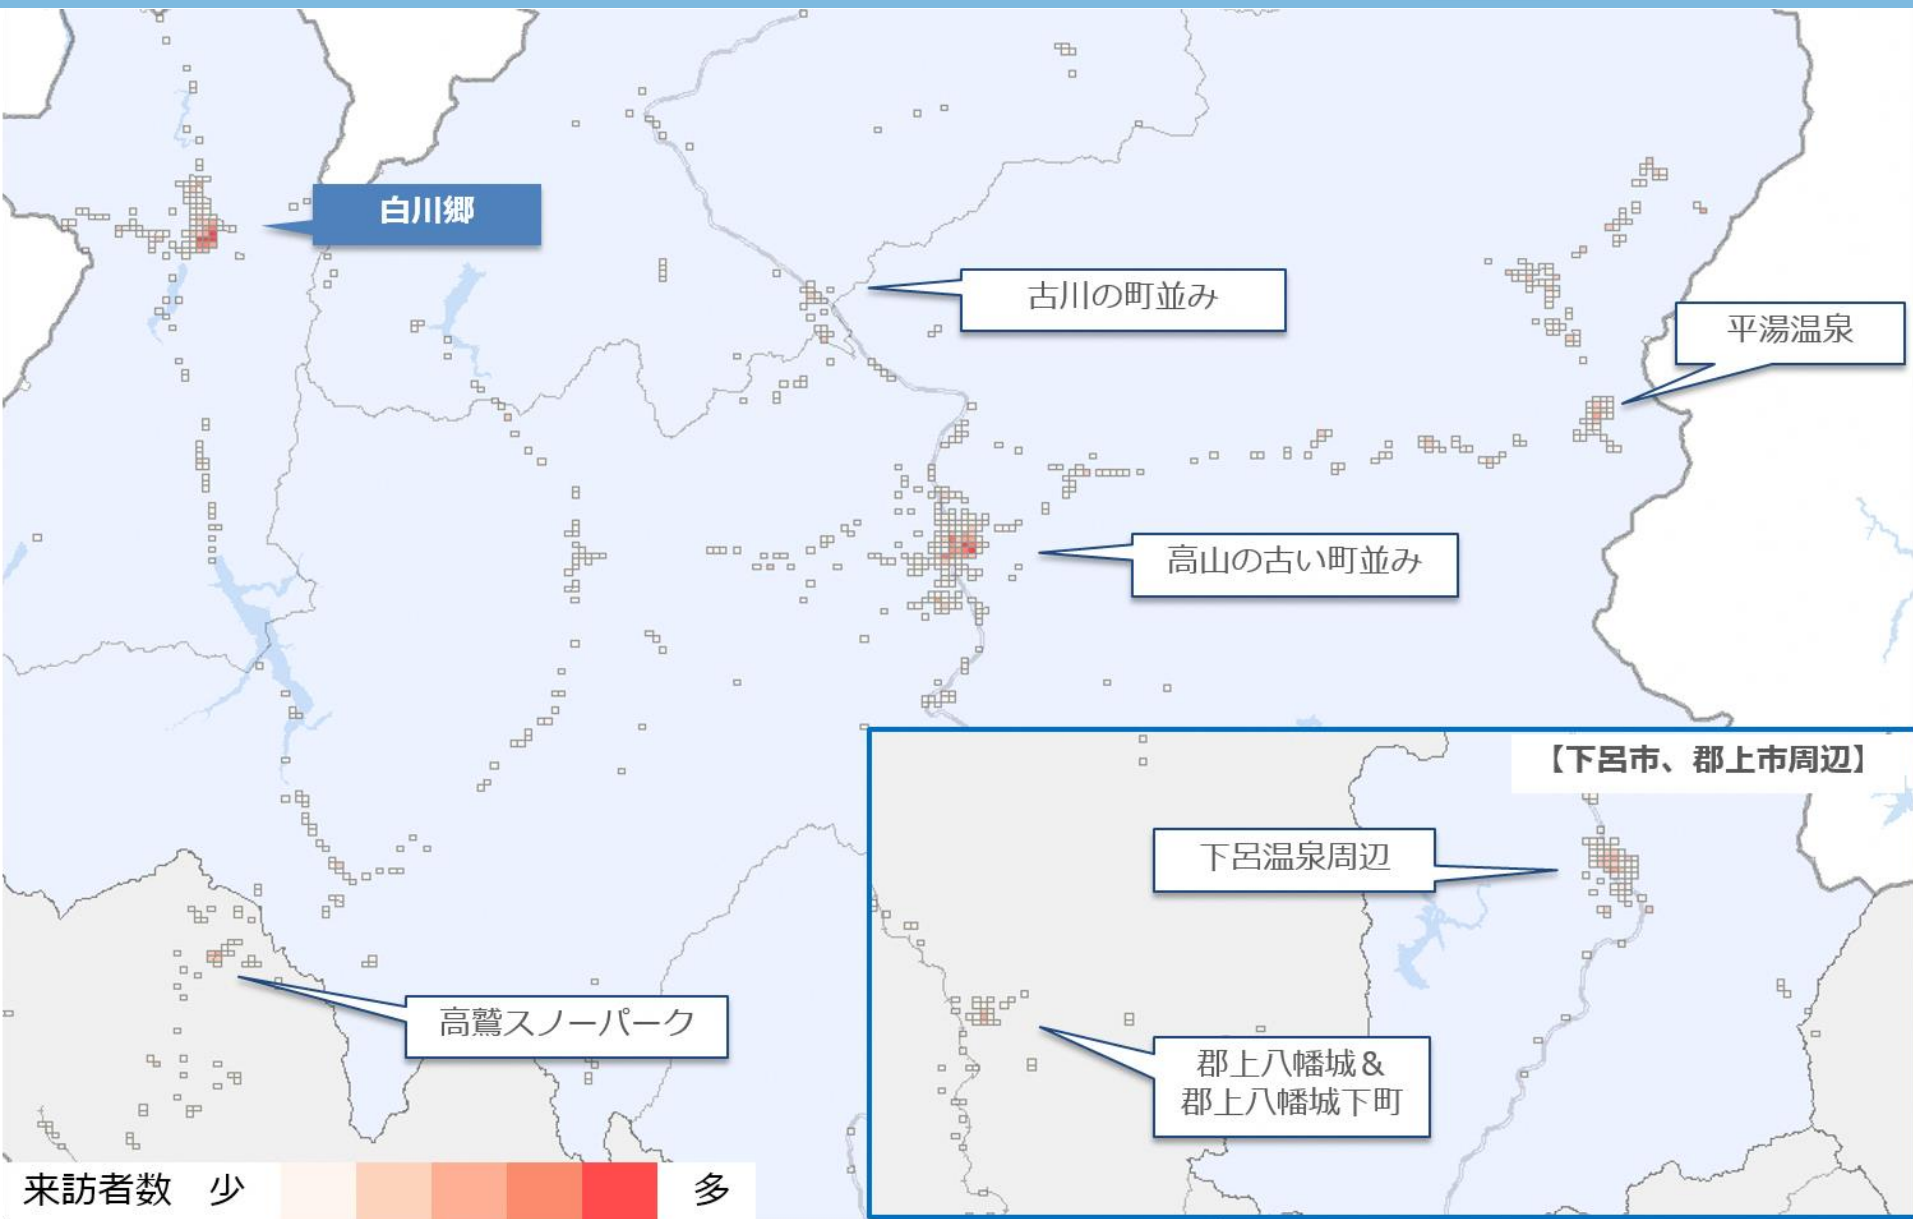 白川郷
古川の町並み
平湯温泉
高山の古い町並み
【下呂市、郡上市周辺】
下呂温泉周辺
高鷲スノーパーク
郡上八幡城＆
郡上八幡城下町
来訪者数 少 多